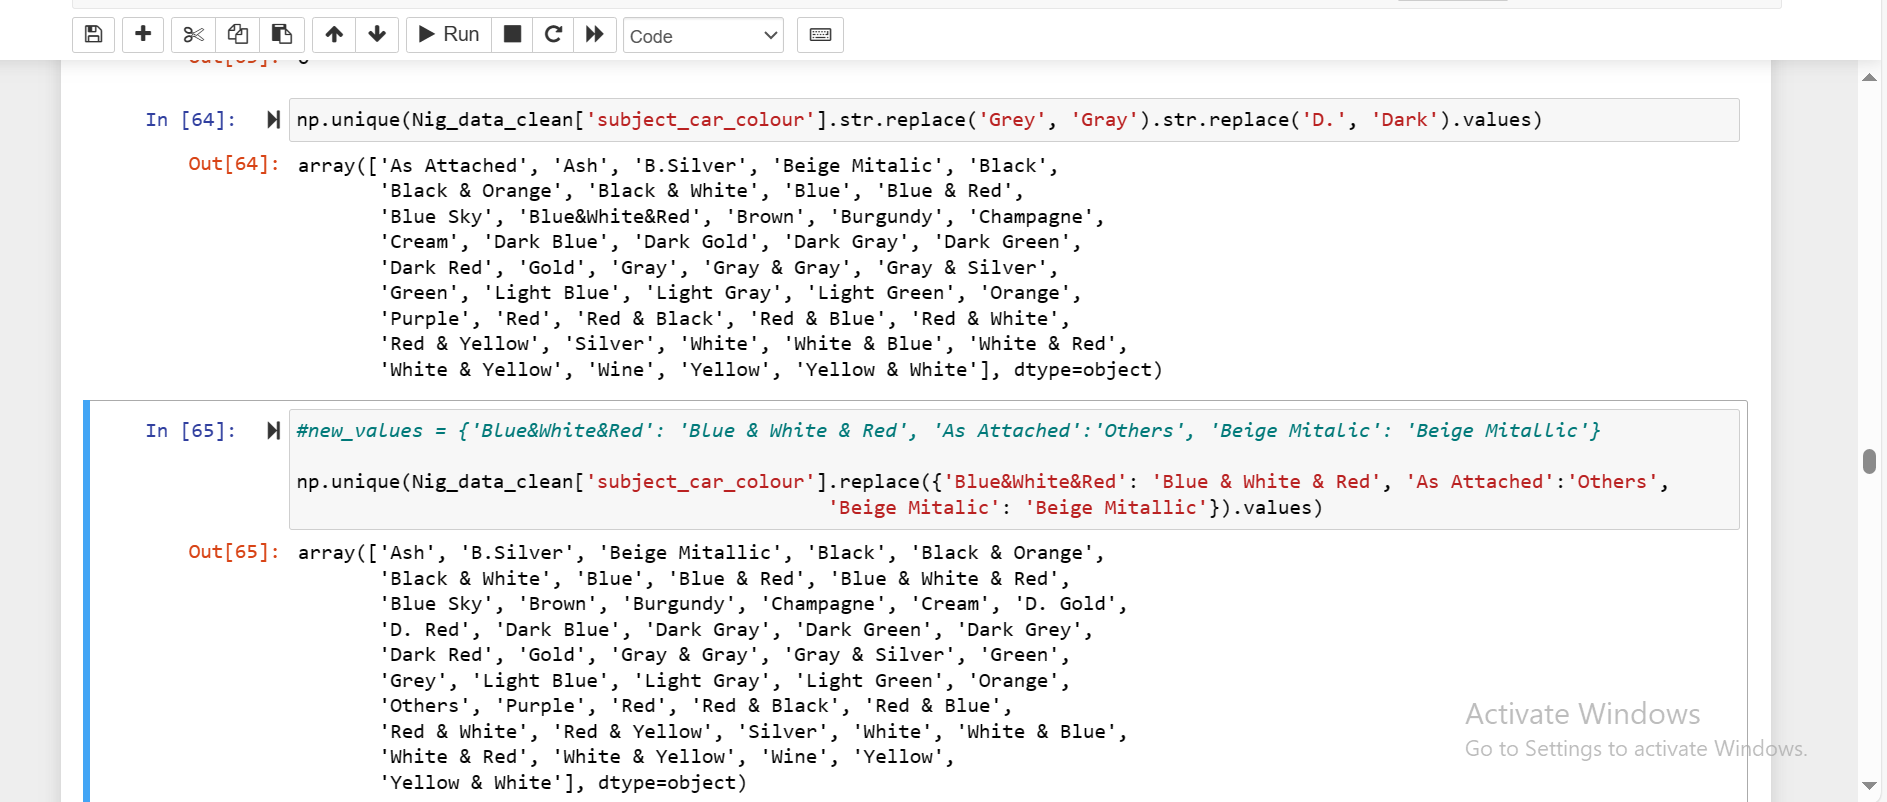 Run
Code
In [64]:
np.unique(Nig_data_clean['subject_car_colour'].str.replace('Grey', 'Gray').str.replace('D.', 'Dark').values)
Out[64]:
array(['As Attached', 'Ash', 'B.Silver', 'Beige Mitalic', 'Black',
'Black & Orange', 'Black & White', 'Blue', 'Blue & Red',
'Blue Sky', 'Blue&White&Red', 'Brown', 'Burgundy', 'Champagne',
'Cream', 'Dark Blue', 'Dark Gold', 'Dark Gray', 'Dark Green',
'Dark Red', 'Gold', 'Gray', 'Gray & Gray', 'Gray & Silver',
'Green', 'Light Blue', 'Light Gray', 'Light Green', 'Orange',
'Purple', 'Red', 'Red & Black', 'Red & Blue', 'Red & White',
'Red & Yellow', 'Silver', 'White', 'White & Blue', 'White & Red',
'White & Yellow', 'Wine', 'Yellow', 'Yellow & White'], dtype=object)
In [65]:
#new_values = {'Blue&White&Red': 'Blue & White & Red', 'As Attached':'Others', 'Beige Mitalic': 'Beige Mitallic'}
np.unique(Nig_data_clean['subject_car_colour'].replace({'Blue&White&Red': 'Blue & White & Red', 'As Attached':'Others',
'Beige Mitalic': 'Beige Mitallic'}).values)
Out[65]:
array(['Ash', 'B.Silver', 'Beige Mitallic', 'Black', 'Black & Orange',
'Black & White', 'Blue', 'Blue & Red', 'Blue & White & Red',
'Blue Sky', 'Brown', 'Burgundy', 'Champagne', 'Cream', 'D. Gold',
'D. Red', 'Dark Blue', 'Dark Gray', 'Dark Green', 'Dark Grey',
'Dark Red', 'Gold', 'Gray & Gray', 'Gray & Silver', 'Green',
'Grey', 'Light Blue', 'Light Gray', 'Light Green', 'Orange',
'Others', 'Purple', 'Red', 'Red & Black', 'Red & Blue',
'Red & White', 'Red & Yellow', 'Silver', 'White', 'White & Blue',
'White & Red', 'White & Yellow', 'Wine', 'Yellow',
'Yellow & White'], dtype=object)
Activate Windows
Go to Settings to activate Windows.